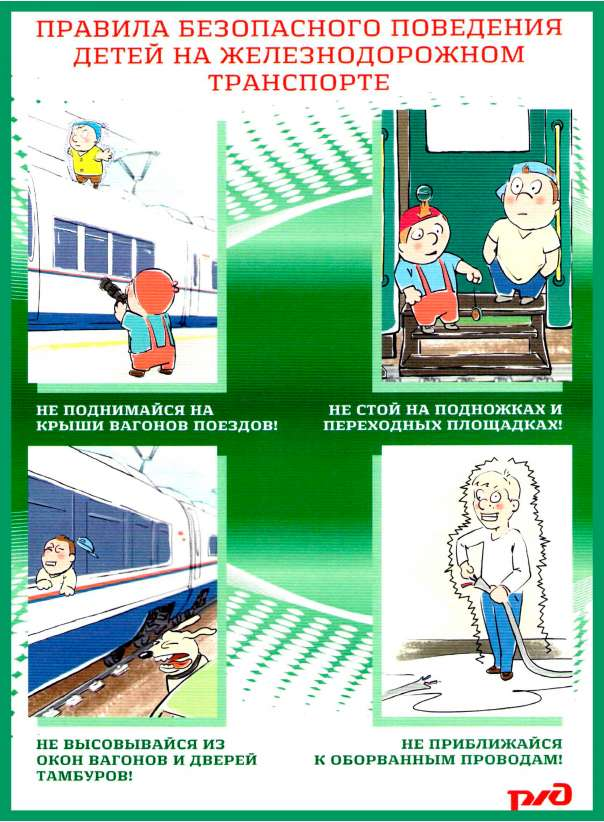 ПРАВИЛА БЕЗОПАСНОГО ПОВЕДЕНИЯ
ДЕТЕЙ НА ЖЕЛЕЗНОДОРОЖНОМ
ТРАНСПОРТЕ
НЕ ПОДНИМАЙСЯ НА
КРЫШИ ВАГОНОВ ПОЕЗДОВ!
НЕ СТОЙ НА ПОДНОЖКАХ И
ПЕРЕХОДНЫХ ПЛОЩАДКАХ!
НЕ ВЫСОВЫВАЙСЯ ИЗ
ОКОН ВАГОНОВ И ДВЕРЕЙ
ТАМБУРОВ!
НЕ ПРИБЛИЖАЙСЯ
К ОБОРВАННЫМ ПРОВОДАМ!
ржд